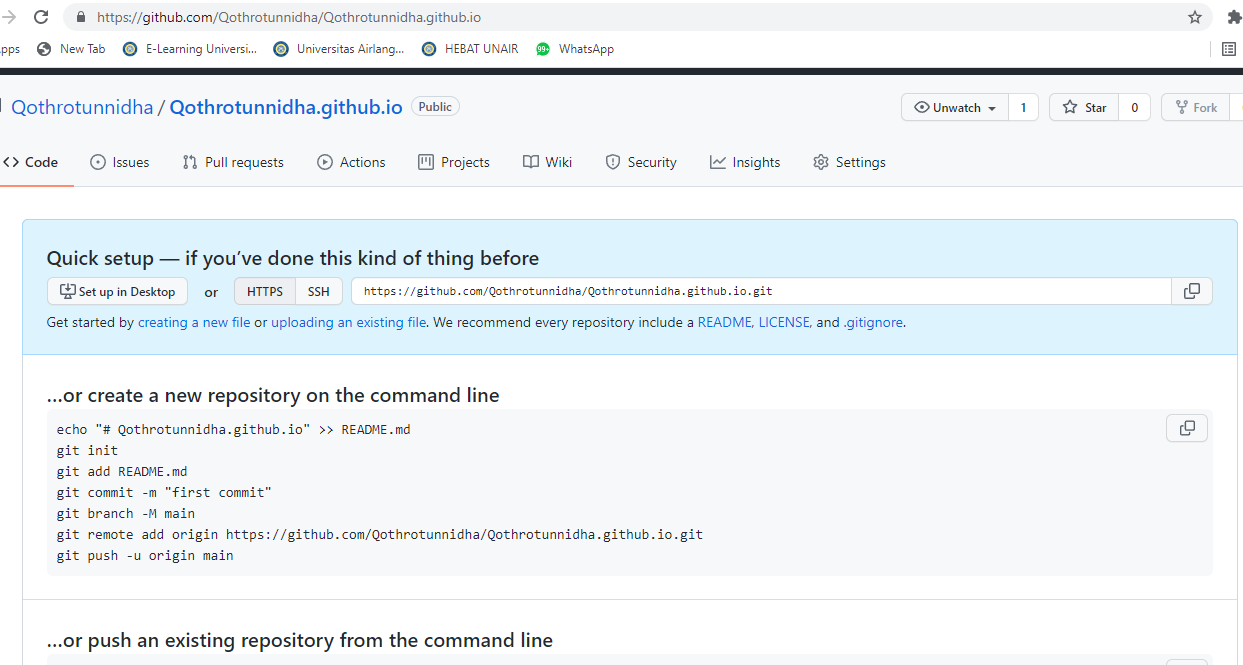 https://github.com/Qothrotunnidha/Qothrotunnidha.github.io
pps New Tab E-Learning Universi... Universitas Airlang... HEBAT UNAIR 99+ WhatsApp
Qothrotunnidha / Qothrotunnidha.github.io Public Unwatch 1 Star 0 Fork
<> Code Issues Pull requests Actions Projects Wiki Security Insights Settings
Quick setup — if you’ve done this kind of thing before
Set up in Desktop or HTTPS SSH https://github.com/Qothrotunnidha/Qothrotunnidha.github.io.git
Get started by creating a new file or uploading an existing file. We recommend every repository include a README, LICENSE, and .gitignore.
...or create a new repository on the command line
echo "# Qothrotunnidha.github.io" >> README.md
git init
git add README.md
git commit -m "first commit"
git branch -M main
git remote add origin https://github.com/Qothrotunnidha/Qothrotunnidha.github.io.git
git push -u origin main
...or push an existing repository from the command line